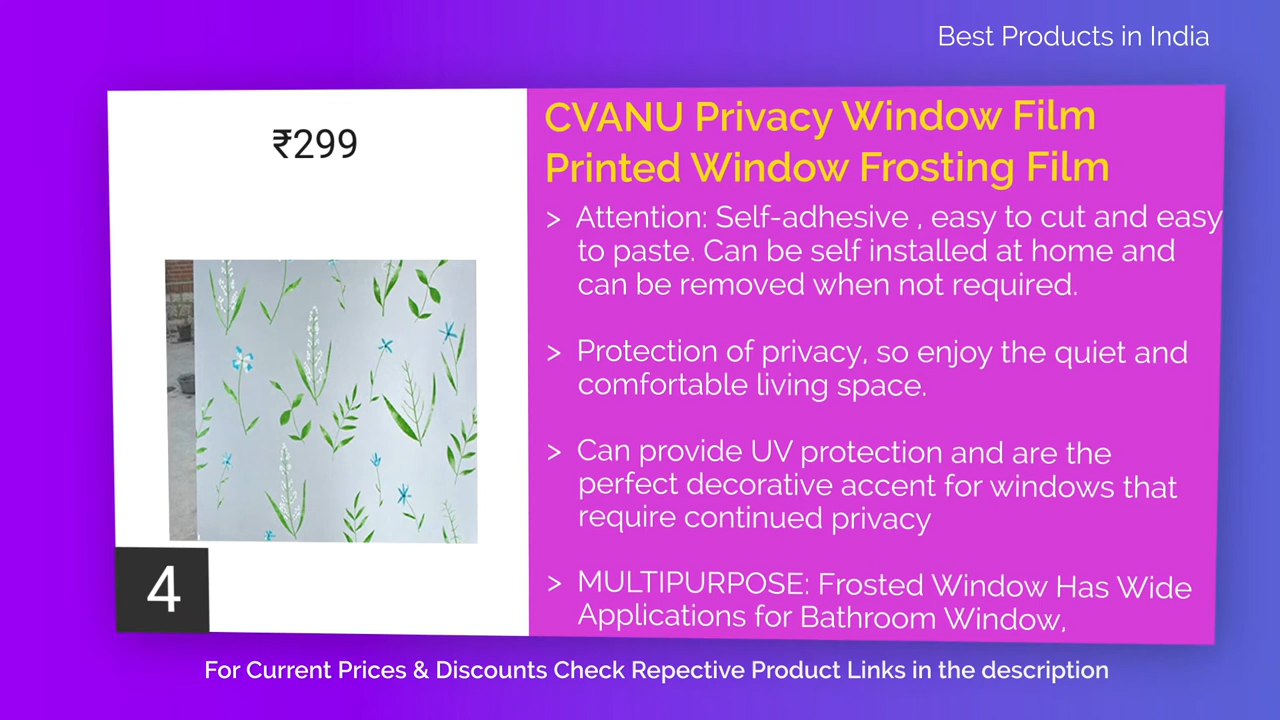 Best Products in India
₹299
CVANU Privacy Window Film
Printed Window Frosting Film
> Attention: Self-adhesive , easy to cut and easy
to paste. Can be self installed at home and
can be removed when not required.
> Protection of privacy, so enjoy the quiet and
comfortable living space.
> Can provide UV protection and are the
perfect decorative accent for windows that
require continued privacy
> MULTIPURPOSE: Frosted Window Has Wide
Applications for Bathroom Window,
4
For Current Prices & Discounts Check Repective Product Links in the description